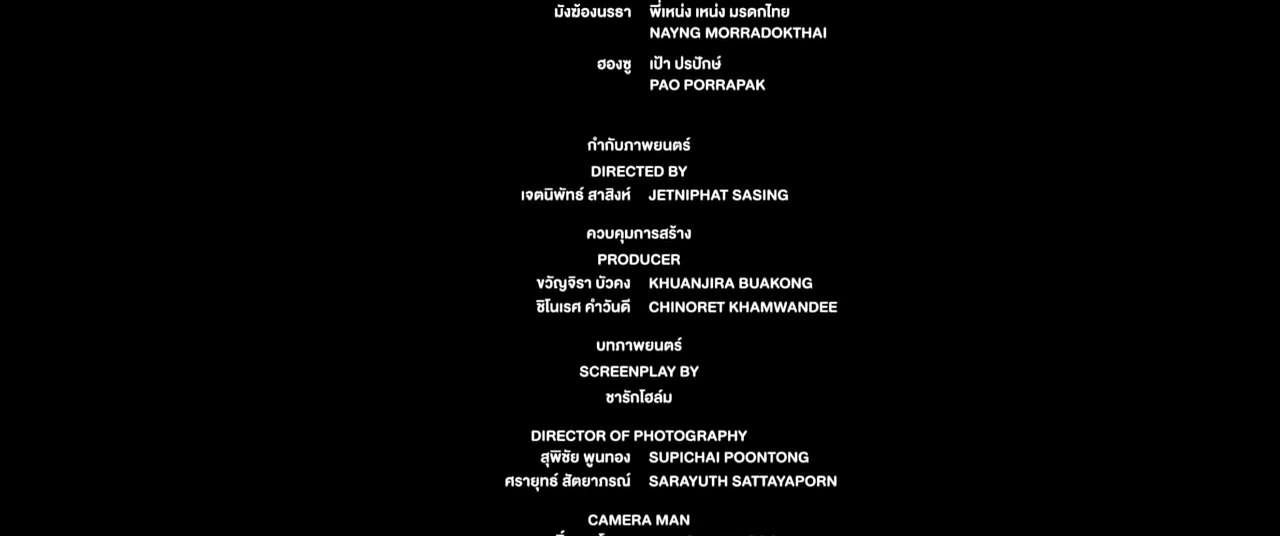 มังฆ้องนรธา พี่เหน่ง เหน่ง มรดกไทย
NAYNG MORRADOKTHAI
ฮองซู เป้า ปรปักษ์
PAO PORRAPAK
กำกับภาพยนตร์
DIRECTED BY
เจตนิพัทธ์ สาสิงห์ JETNIPHAT SASING
ควบคุมการสร้าง
PRODUCER
ขวัญจิรา บัวคง KHUANJIRA BUAKONG
ชิโนเรศ คำวันดี CHINORET KHAMWANDEE
บทภาพยนตร์
SCREENPLAY BY
ชารักโฮล์ม
DIRECTOR OF PHOTOGRAPHY
สุพิชัย พูนทอง SUPICHAI POONTONG
ศรายุทธ์ สัตยาภรณ์ SARAYUTH SATTAYAPORN
CAMERA MAN